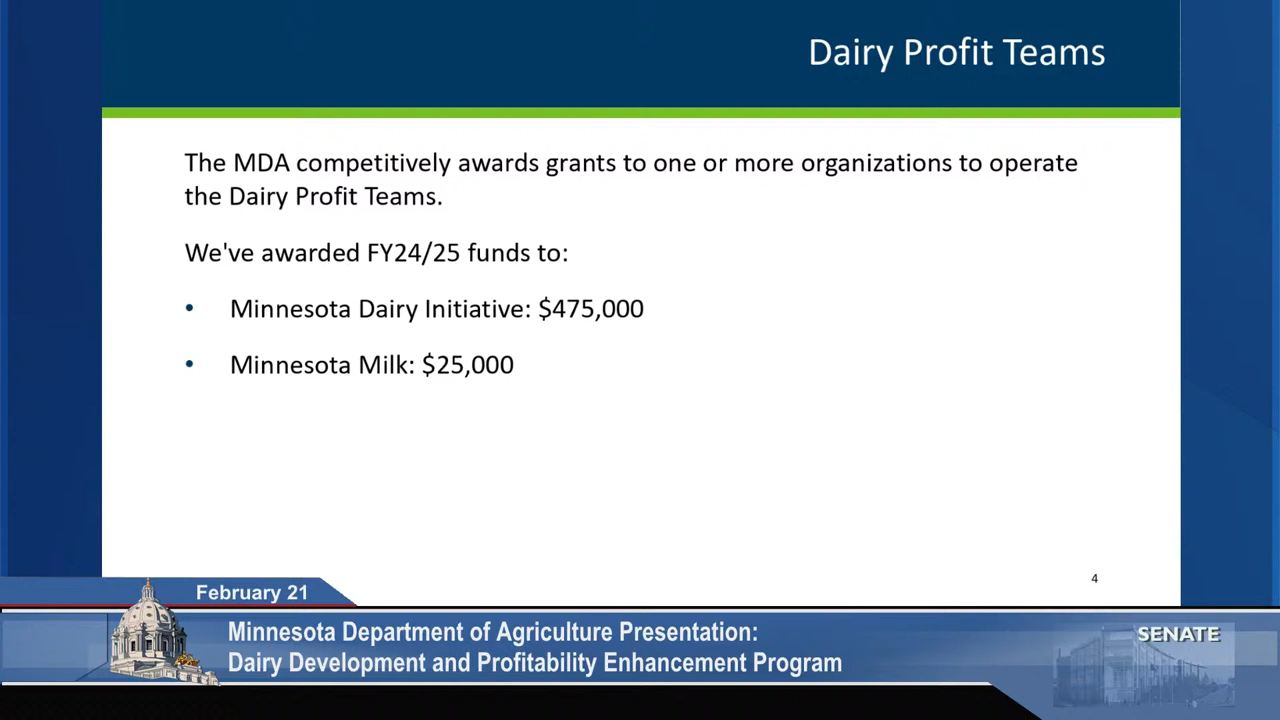 Dairy Profit Teams
The MDA competitively awards grants to one or more organizations to operate
the Dairy Profit Teams.
We've awarded FY24/25 funds to:
• Minnesota Dairy Initiative: $475,000
• Minnesota Milk: $25,000
4
February 21
Minnesota Department of Agriculture Presentation:
Dairy Development and Profitability Enhancement Program
SENATE